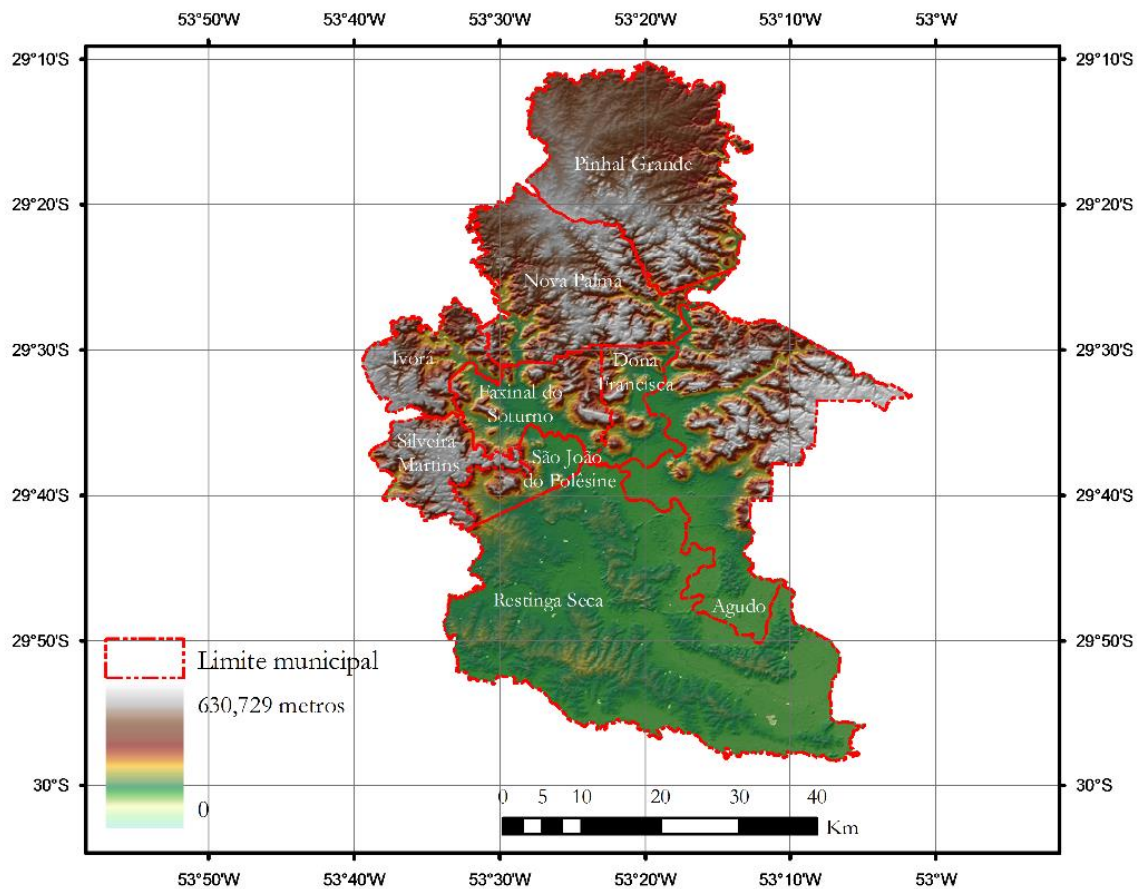 53°50'W 53°40'W 53°30'W 53°20'W 53°10'W 53°W
29°10'S 29°10'S
Pinhal Grande
29°20'S 29°20'S
Nova Palma
29°30'S 29°30'S
Ivorá
Dona
Francisca
Faxinal do
Soturno
Silveira
Martins
São João
do Polêsine
29°40'S 29°40'S
Restinga Seca
Agudo
29°50'S 29°50'S
Limite municipal
630,729 metros
0
30°S 30°S
0 5 10 20 30 40
Km
53°50'W 53°40'W 53°30'W 53°20'W 53°10'W 53°W